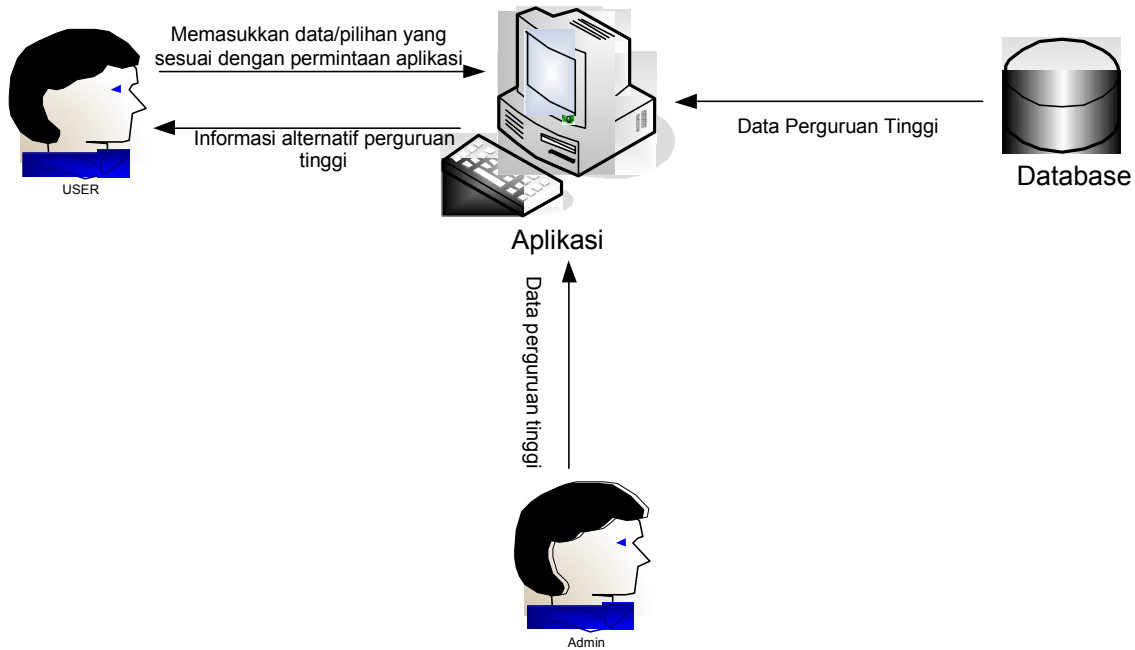 Memasukkan data/pilihan yang
sesuai dengan permintaan aplikasi
Informasi alternatif perguruan
tinggi
USER
Data Perguruan Tinggi
Database
Aplikasi
Data perguruan tinggi
Admin